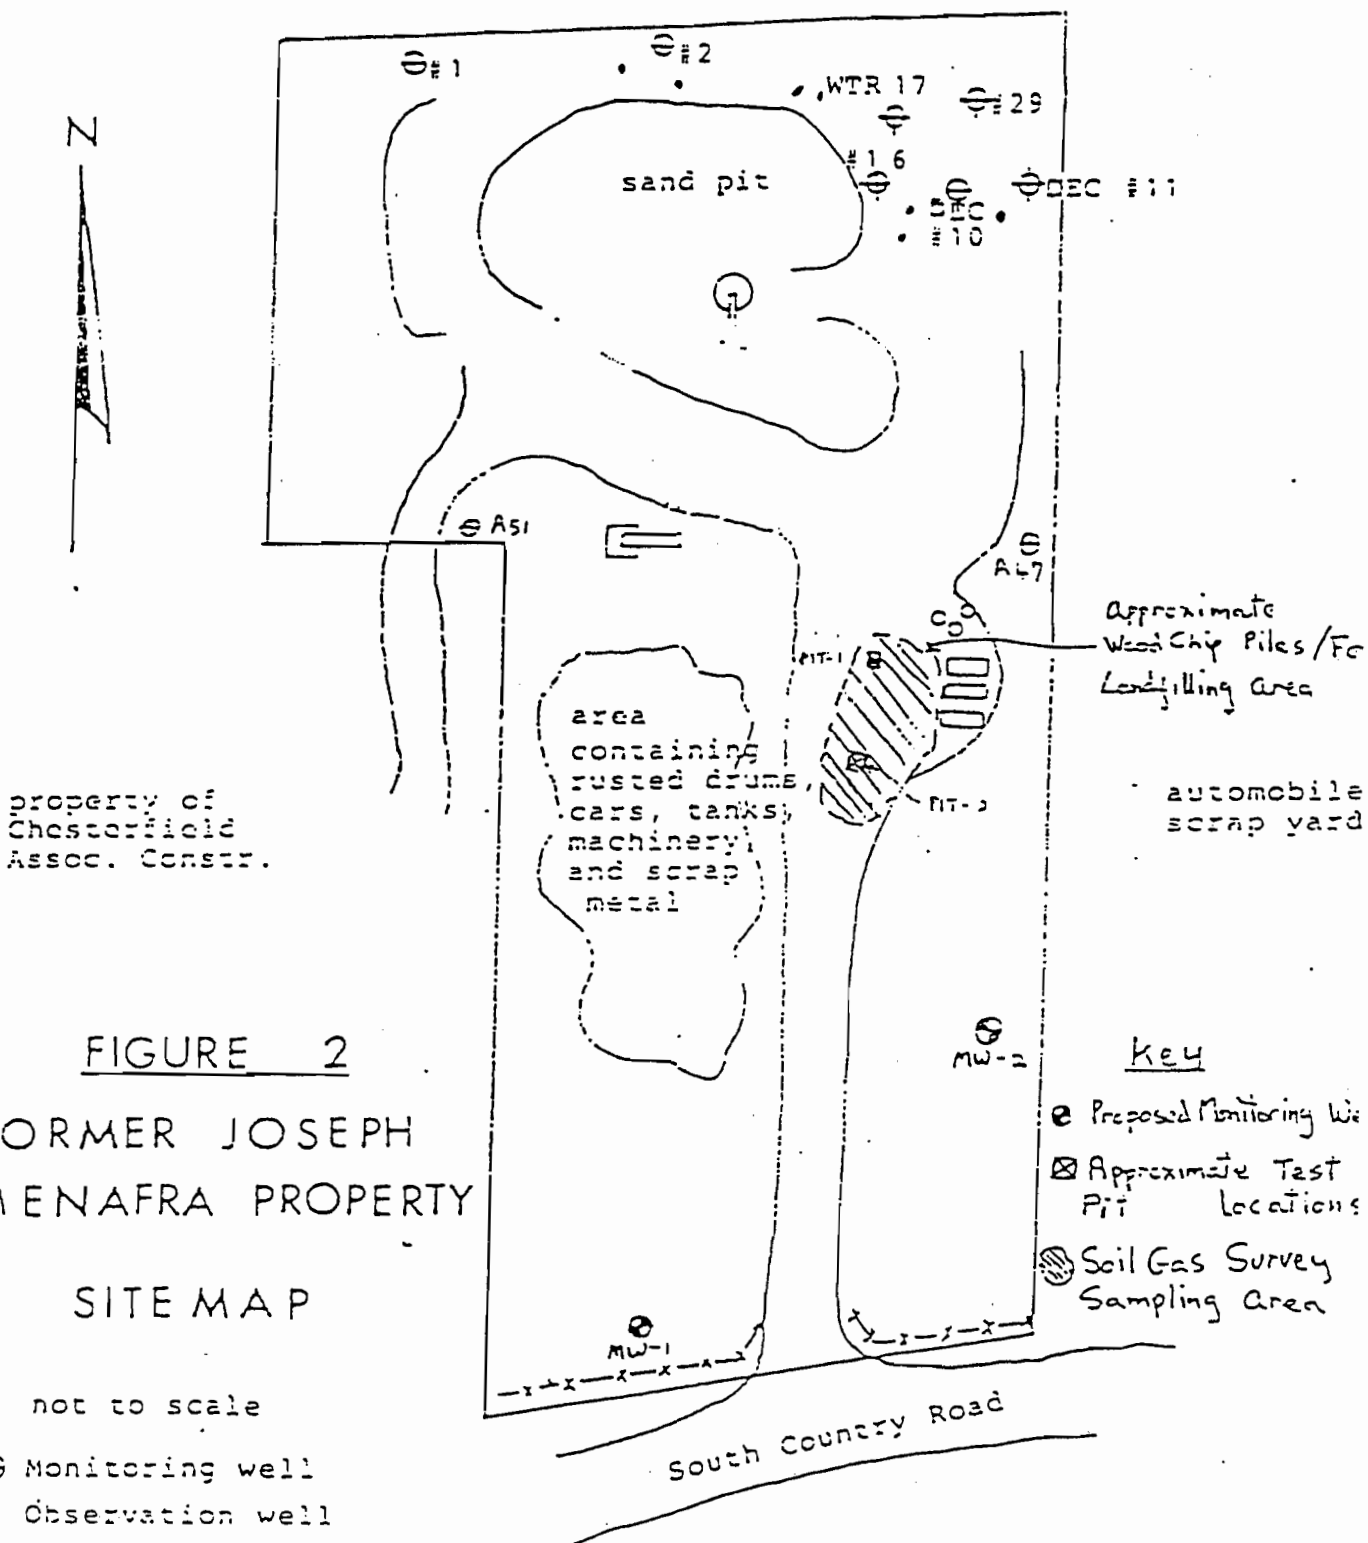 #1
#2
WTR 17
#29
N
#16
sand pit
DEC #11
DEC
#10
A51
PIT-1
Approximate
Wood Chip Piles/Fo
Landfilling Area
area
containing
rusted drums,
cars, tanks,
machinery
and scrap
metal
PIT-2
property of
Chesterfield
Assoc. Constr.
automobile
scrap yard
FIGURE 2
ORMER JOSEPH
MENAFRA PROPERTY
SITE MAP
MW-2
Key
Proposed Monitoring We
Approximate Test
Pit Locations
Soil Gas Survey
Sampling Area
MW-1
not to scale
Monitoring well
Observation well
South Country Road